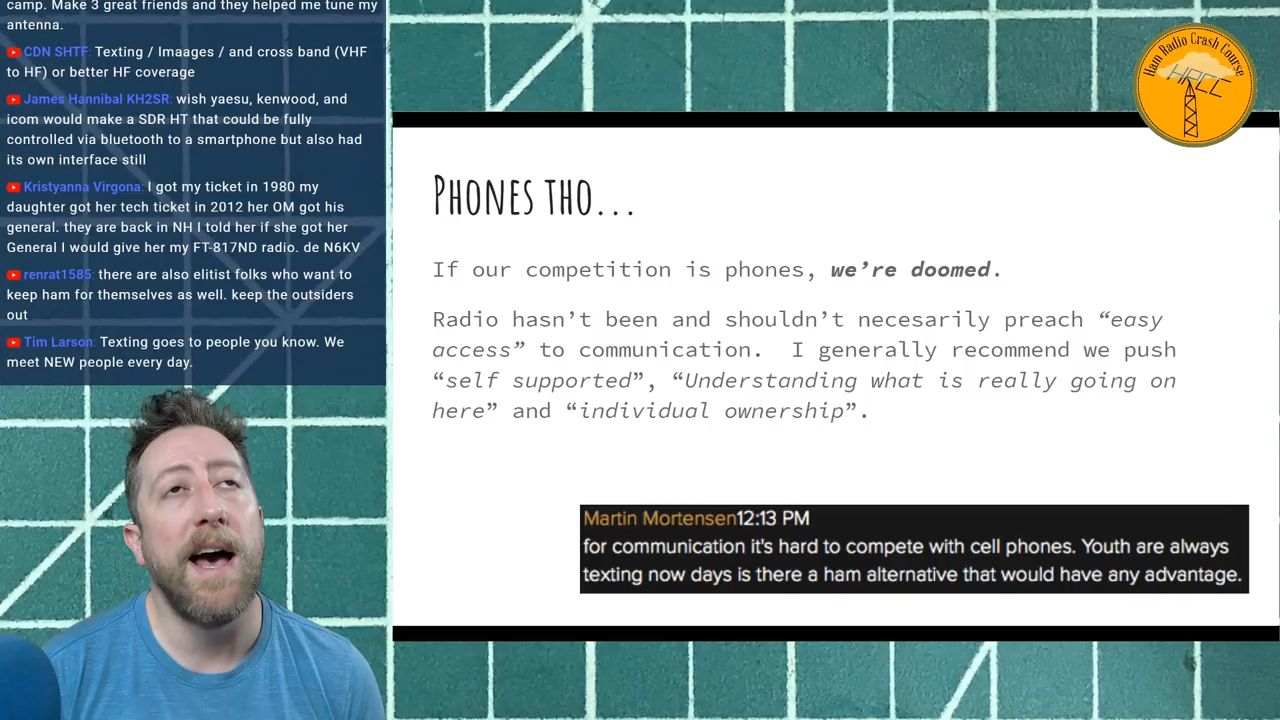 camp. Make 3 great friends and they helped me tune my
antenna.
CDN SHTF: Texting / Imaages / and cross band (VHF
to HF) or better HF coverage
James Hannibal KH2SR: wish yaesu, kenwood, and
icom would make a SDR HT that could be fully
controlled via bluetooth to a smartphone but also had
its own interface still
Kristyanna Virgona: I got my ticket in 1980 my
daughter got her tech ticket in 2012 her OM got his
general. they are back in NH I told her if she got her
General I would give her my FT-817ND radio. de N6KV
renrat1585: there are also elitist folks who want to
keep ham for themselves as well. keep the outsiders
out
Tim Larson: Texting goes to people you know. We
meet NEW people every day.
Ham Radio Crash Course
HRCC
Phones tho...
If our competition is phones, we're doomed.
Radio hasn't been and shouldn't necesarily preach “easy
access” to communication. I generally recommend we push
“self supported”, “Understanding what is really going on
here” and “individual ownership”.
Martin Mortensen12:13 PM
for communication it's hard to compete with cell phones. Youth are always
texting now days is there a ham alternative that would have any advantage.